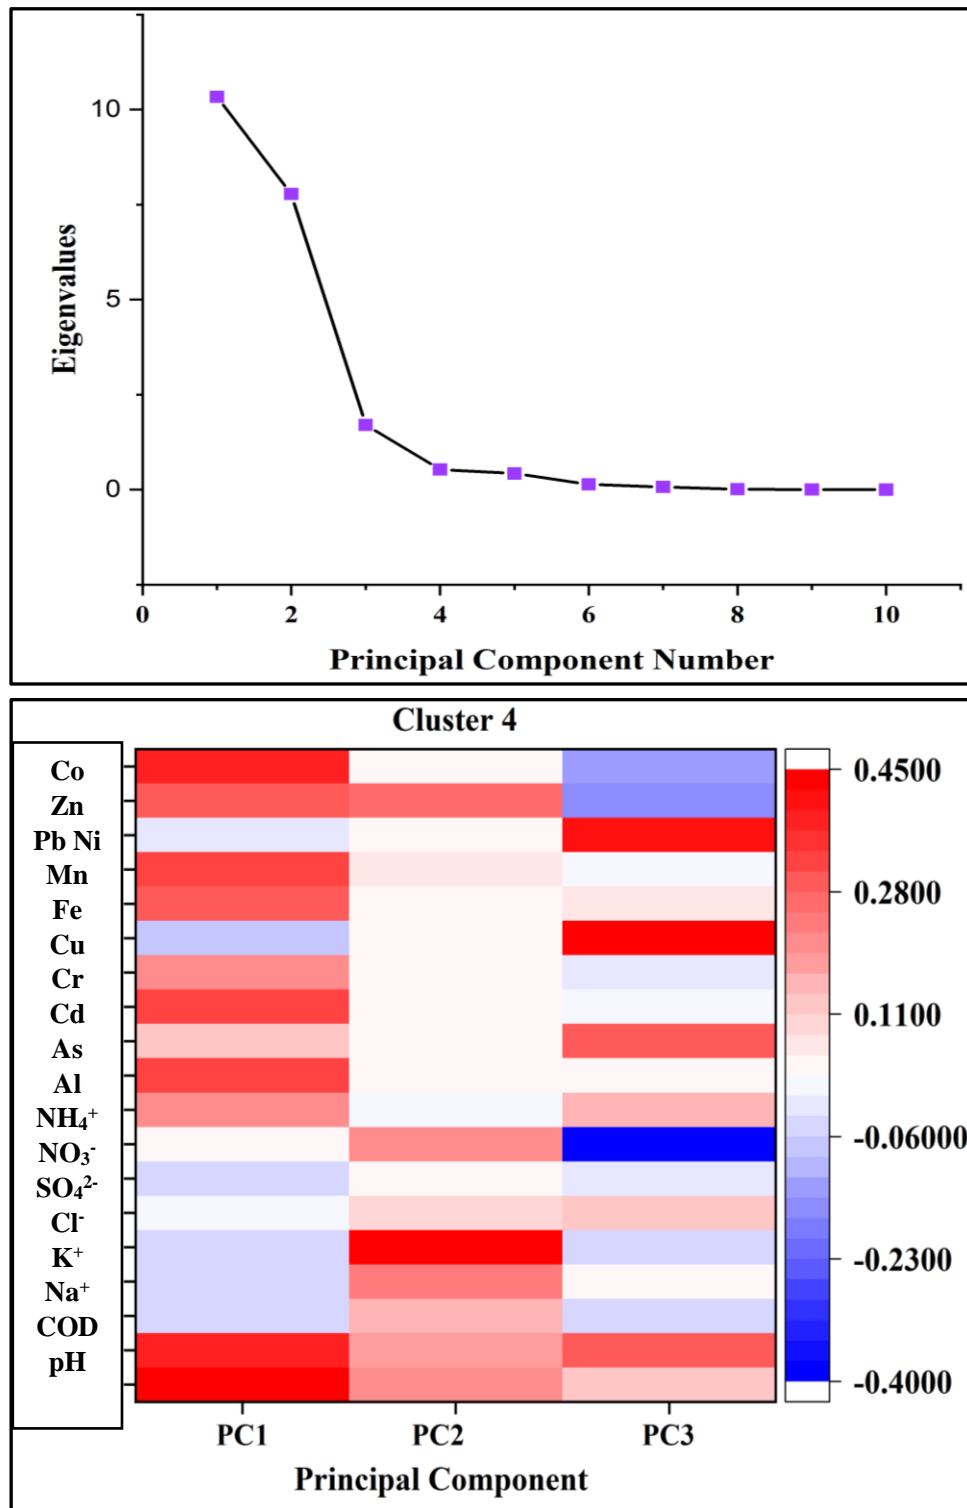 10
5
0
Eigenvalues
0 2 4 6 8 10
Principal Component Number
Cluster 4
Co
Zn
Pb Ni
Mn
Fe
Cu
Cr
Cd
As
Al
NH₄⁺
NO₃⁻
SO₄²⁻
Cl⁻
K⁺
Na⁺
COD
pH
0.4500
0.2800
0.1100
-0.06000
-0.2300
-0.4000
PC1 PC2 PC3
Principal Component